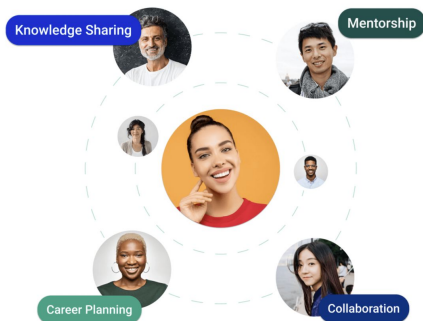 Knowledge Sharing
Mentorship
Career Planning
Collaboration